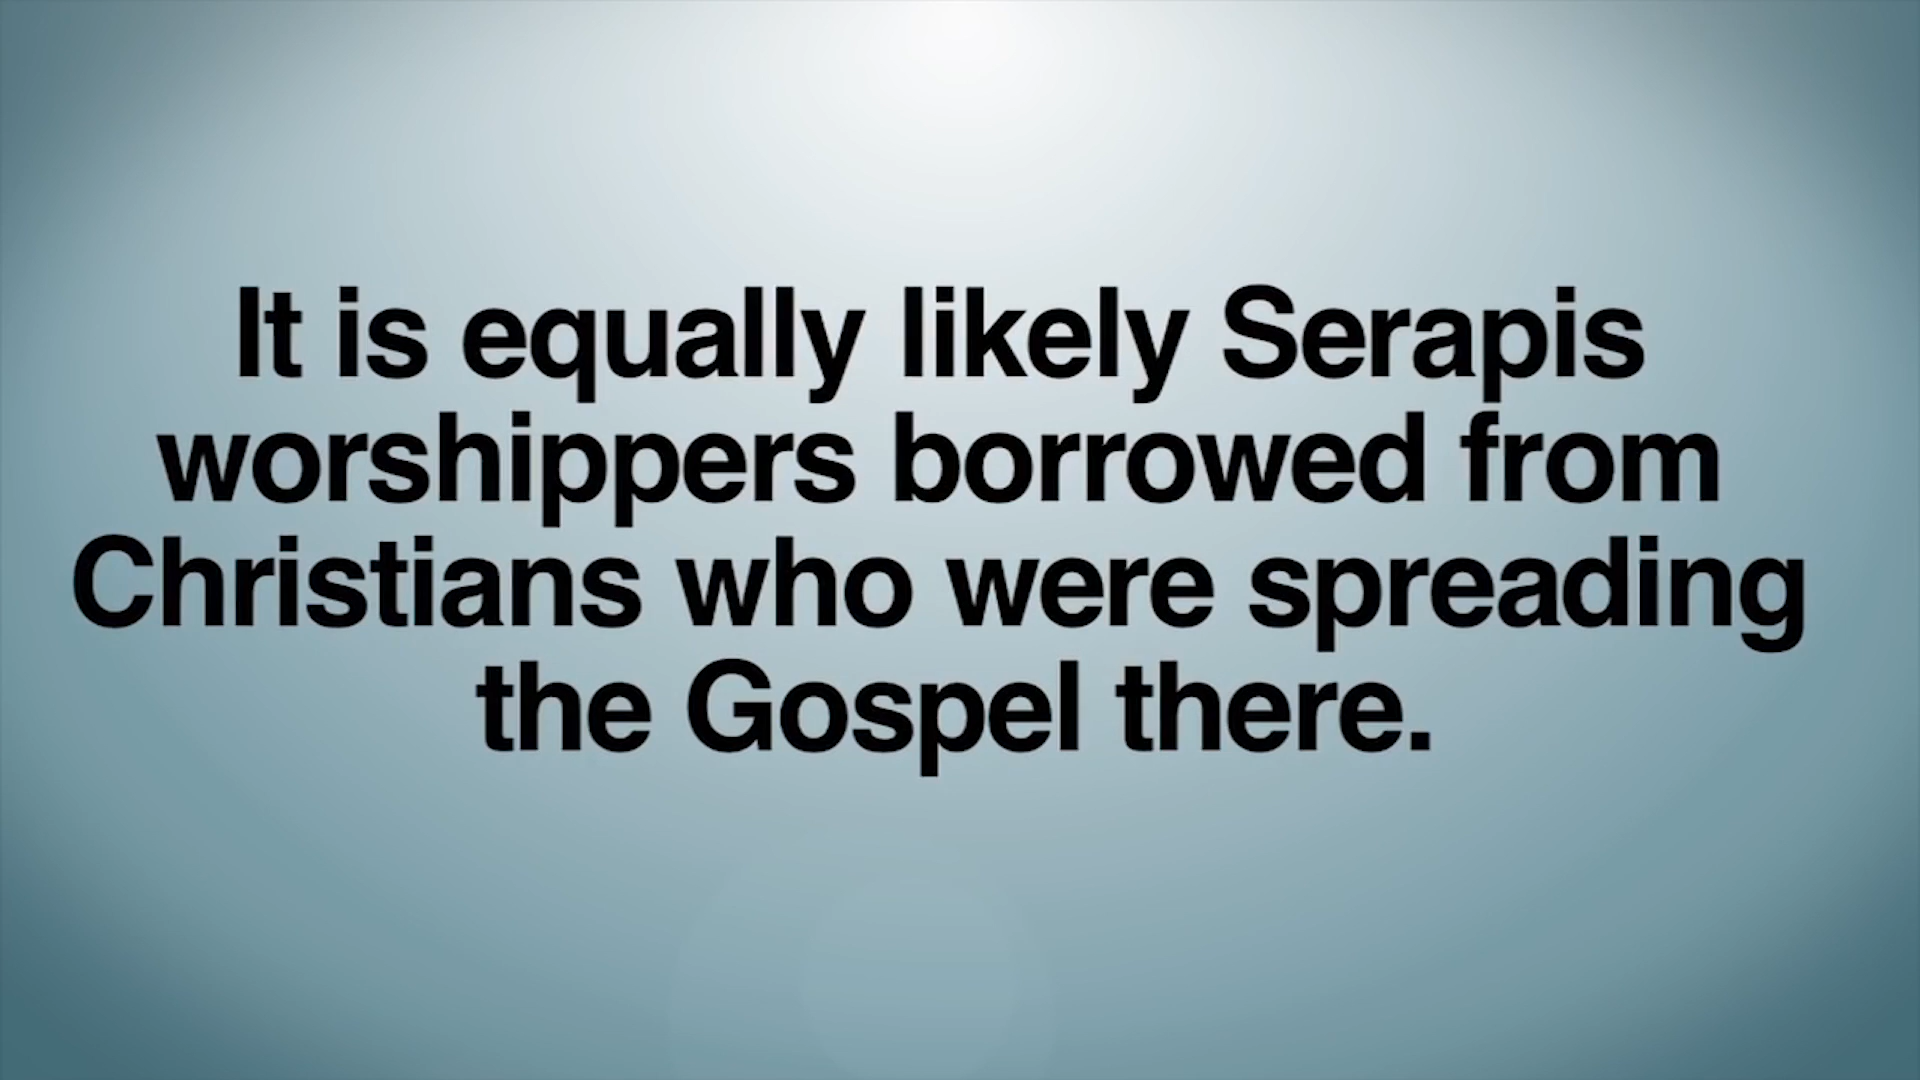 It is equally likely Serapis
worshippers borrowed from
Christians who were spreading
the Gospel there.